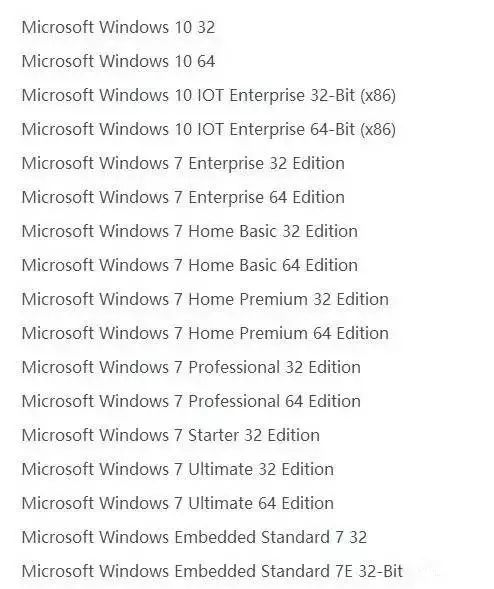 Microsoft Windows 10 32
Microsoft Windows 10 64
Microsoft Windows 10 IOT Enterprise 32-Bit (x86)
Microsoft Windows 10 IOT Enterprise 64-Bit (x86)
Microsoft Windows 7 Enterprise 32 Edition
Microsoft Windows 7 Enterprise 64 Edition
Microsoft Windows 7 Home Basic 32 Edition
Microsoft Windows 7 Home Basic 64 Edition
Microsoft Windows 7 Home Premium 32 Edition
Microsoft Windows 7 Home Premium 64 Edition
Microsoft Windows 7 Professional 32 Edition
Microsoft Windows 7 Professional 64 Edition
Microsoft Windows 7 Starter 32 Edition
Microsoft Windows 7 Ultimate 32 Edition
Microsoft Windows 7 Ultimate 64 Edition
Microsoft Windows Embedded Standard 7 32
Microsoft Windows Embedded Standard 7E 32-Bit